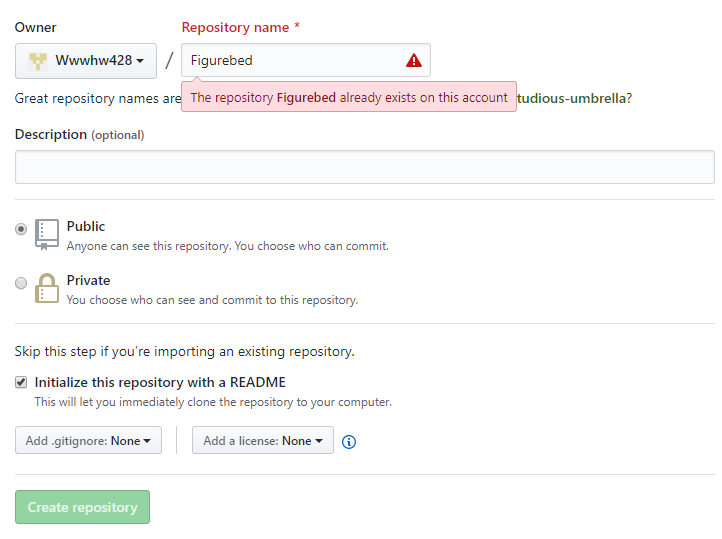 Owner
Repository name *
Wwwhw428 / Figurebed
Great repository names are
The repository Figurebed already exists on this account
tudious-umbrella?
Description (optional)
Public
Anyone can see this repository. You choose who can commit.
Private
You choose who can see and commit to this repository.
Skip this step if you're importing an existing repository.
Initialize this repository with a README
This will let you immediately clone the repository to your computer.
Add .gitignore: None
Add a license: None
Create repository